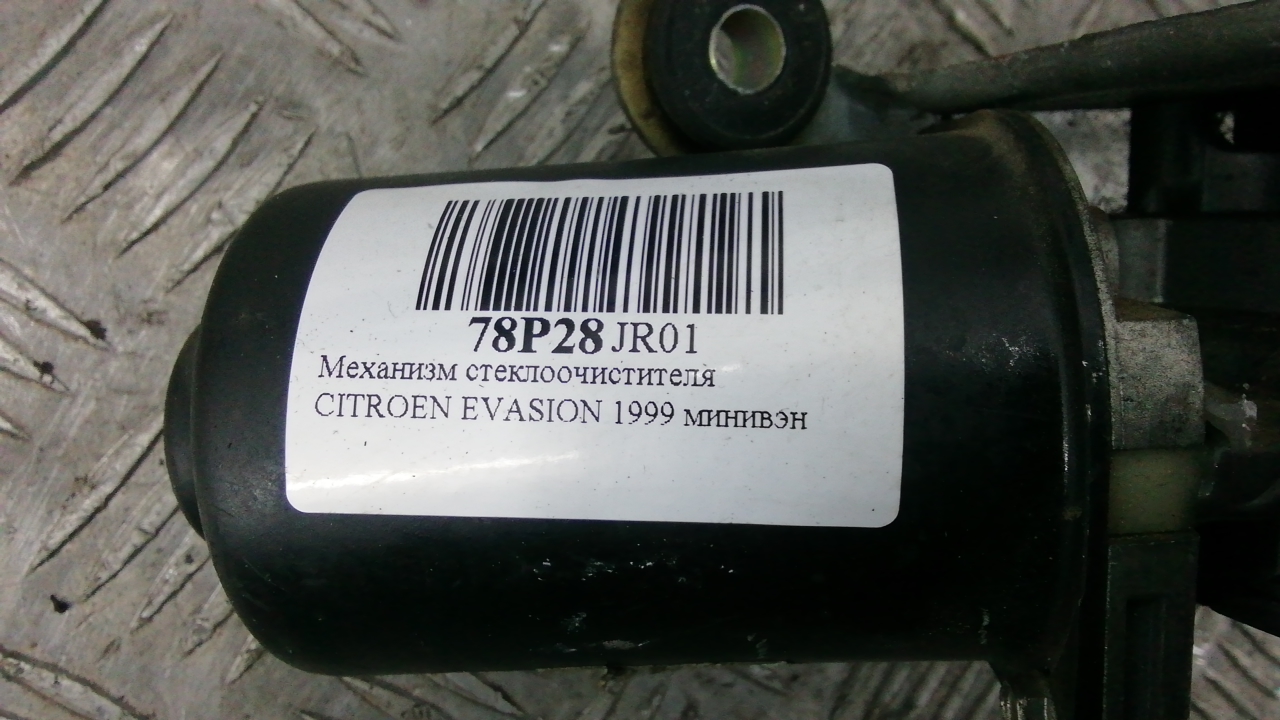 78P28 JR01
Механизм стеклоочистителя
CITROEN EVASION 1999 минивэн